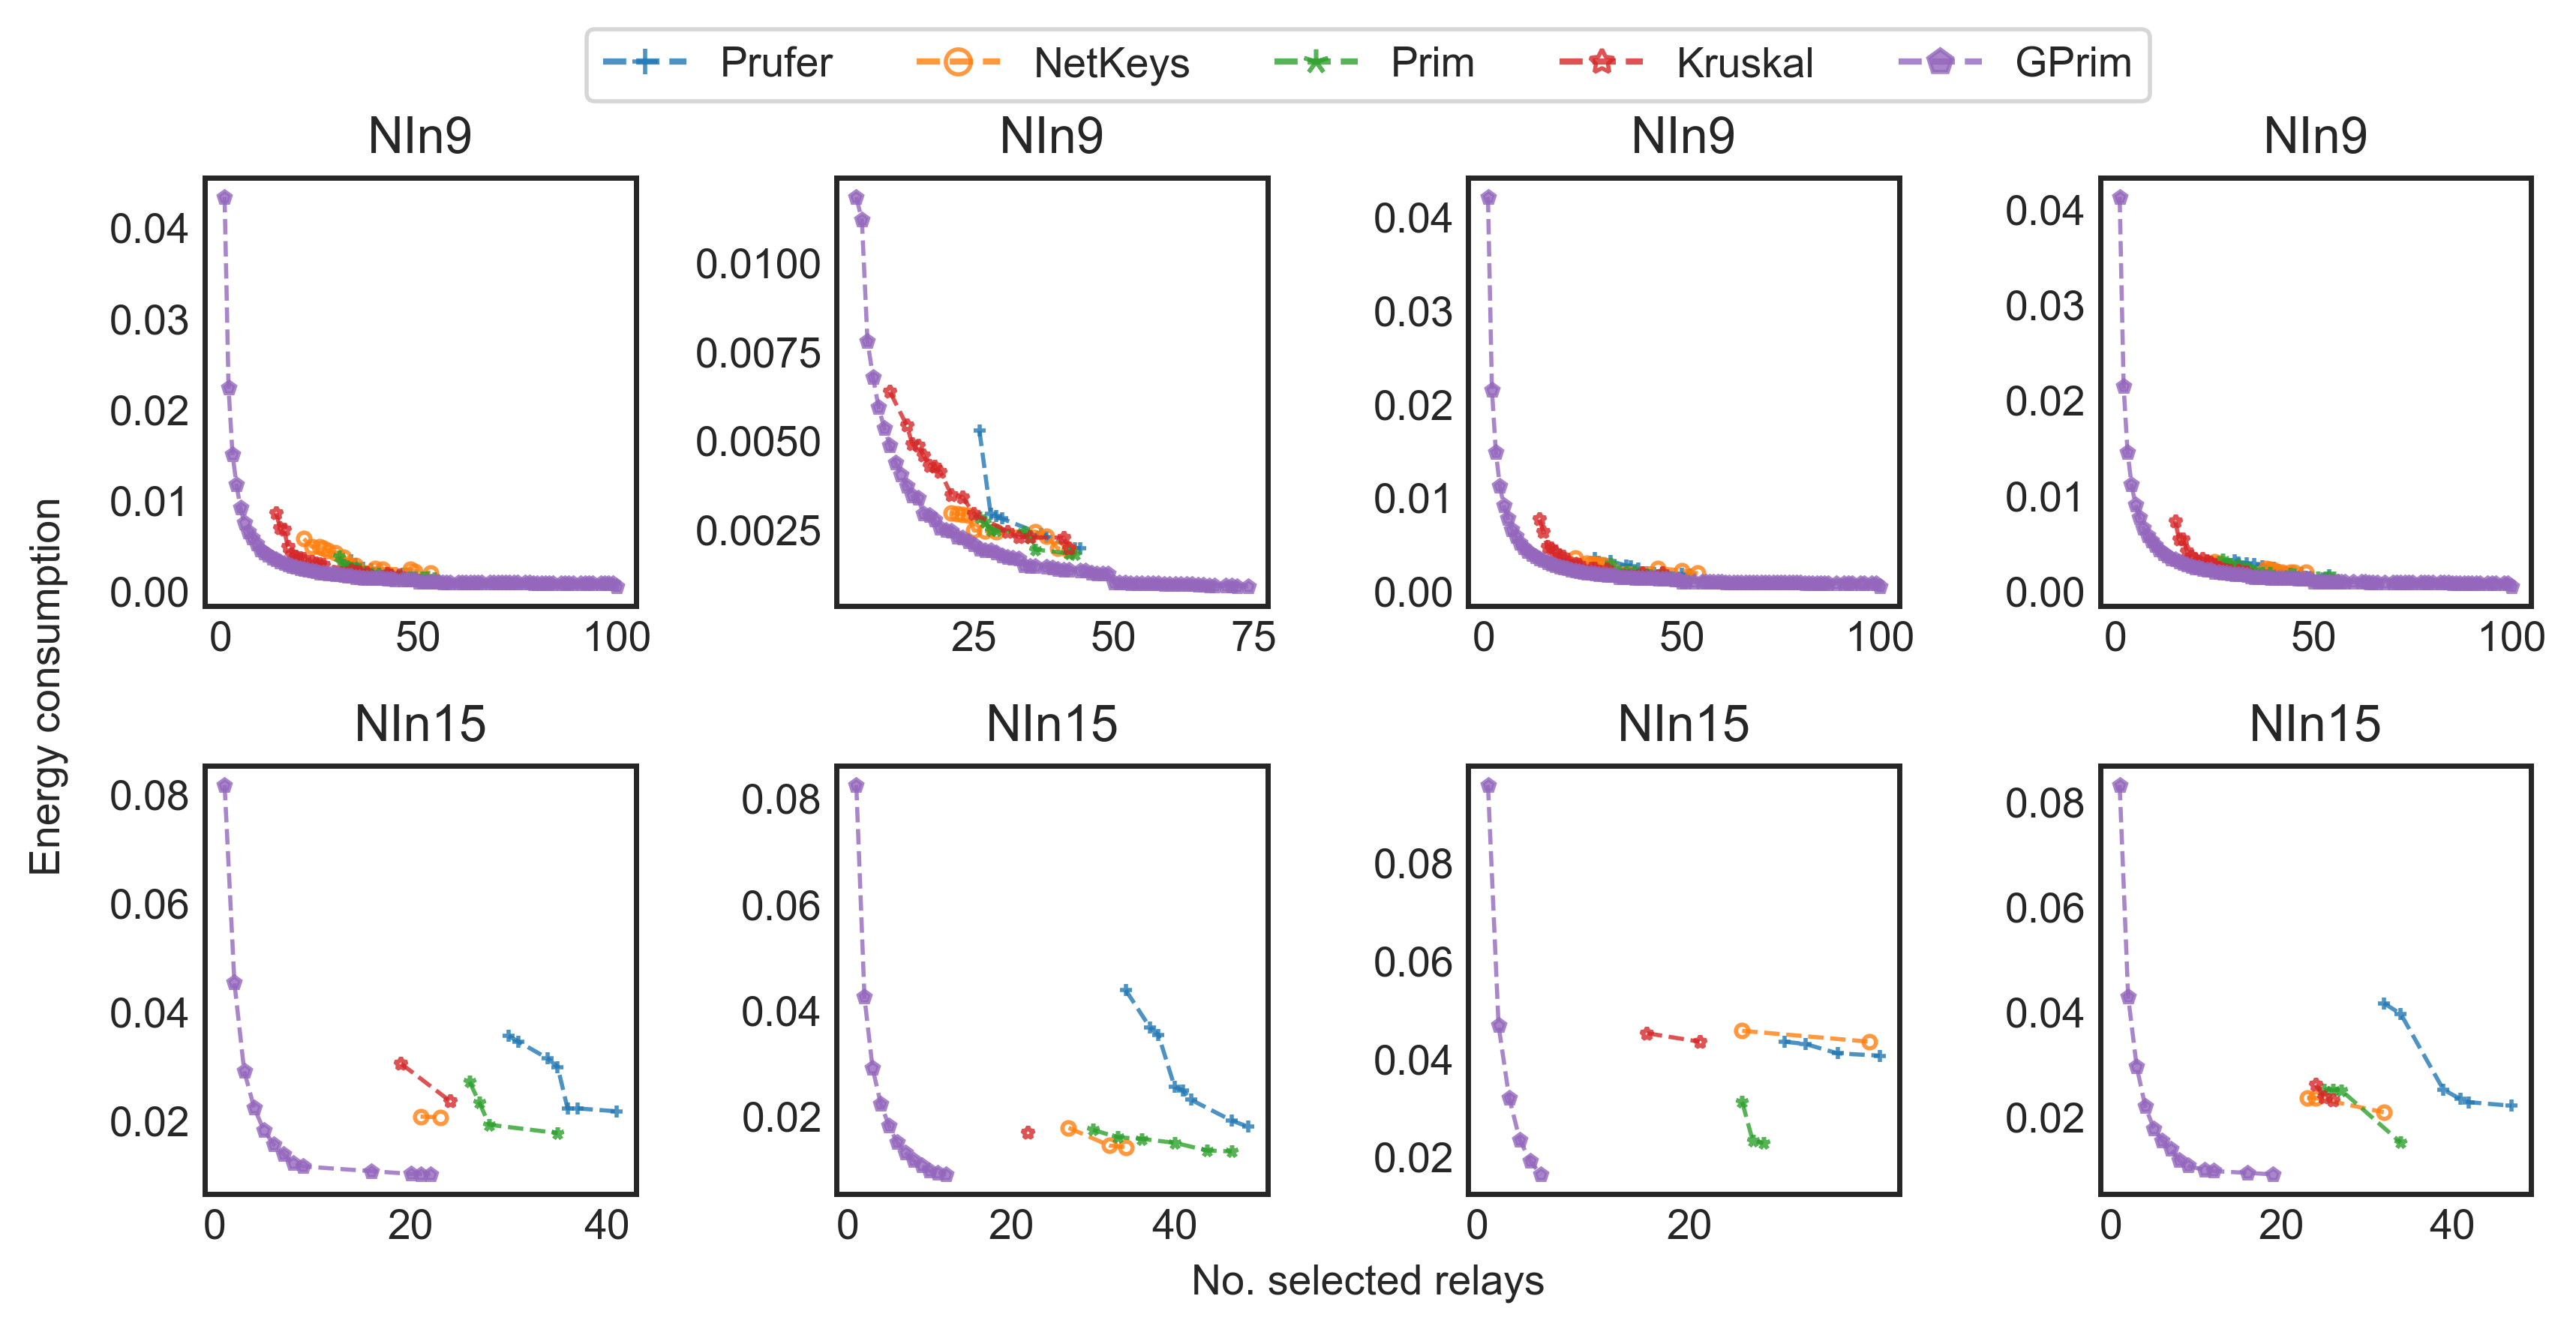 Prufer NetKeys Prim Kruskal GPrim
NIn9 NIn9 NIn9 NIn9
0.04 0.03 0.02 0.01 0.00
0 50 100
0.0100 0.0075 0.0050 0.0025
25 50 75
0.04 0.03 0.02 0.01 0.00
0 50 100
0.04 0.03 0.02 0.01 0.00
0 50 100
Energy consumption
NIn15 NIn15 NIn15 NIn15
0.08 0.06 0.04 0.02
0 20 40
0.08 0.06 0.04 0.02
0 20 40
0.08 0.06 0.04 0.02
0 20
0.08 0.06 0.04 0.02
0 20 40
No. selected relays